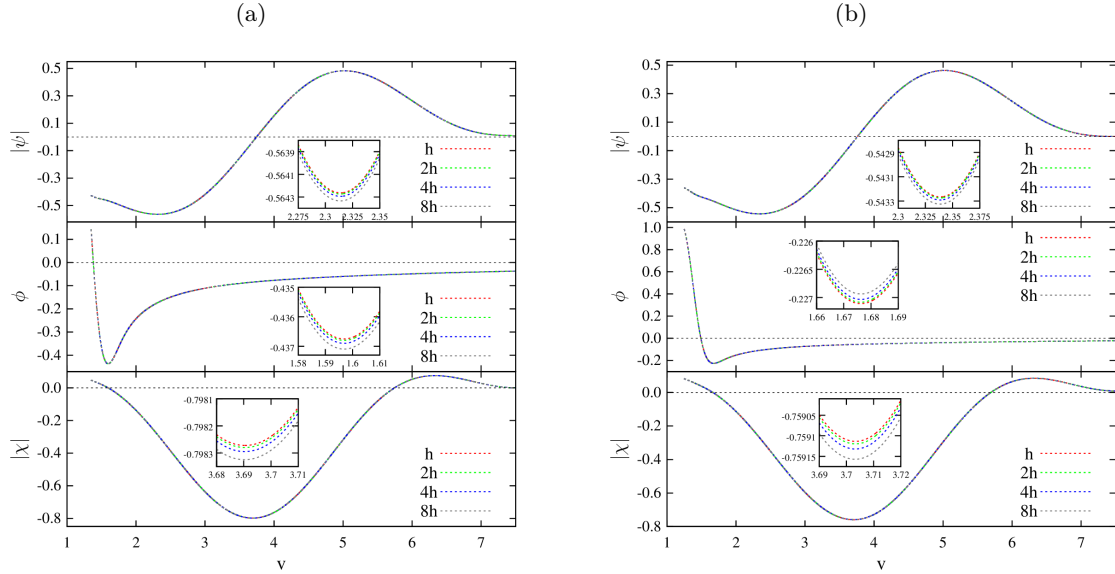 (a)
(b)
0.5
0.3
0.1
-0.1
-0.3
-0.5
|ψ|
-0.5639
-0.5641
-0.5643
2.275 2.3 2.325 2.35
h
2h
4h
8h
0.1
0.0
-0.1
-0.2
-0.3
-0.4
ϕ
-0.435
-0.436
-0.437
1.58 1.59 1.6 1.61
h
2h
4h
8h
0.0
-0.2
-0.4
-0.6
-0.8
|χ|
-0.7981
-0.7982
-0.7983
3.68 3.69 3.7 3.71
h
2h
4h
8h
1 2 3 4 5 6 7
v
0.5
0.3
0.1
-0.1
-0.3
-0.5
|ψ|
-0.5429
-0.5431
-0.5433
2.3 2.325 2.35 2.375
h
2h
4h
8h
1.0
0.8
0.6
0.4
0.2
0.0
-0.2
ϕ
-0.226
-0.2265
-0.227
1.66 1.67 1.68 1.69
h
2h
4h
8h
0.0
-0.2
-0.4
-0.6
-0.8
|χ|
-0.75905
-0.7591
-0.75915
3.69 3.7 3.71 3.72
h
2h
4h
8h
1 2 3 4 5 6 7
v